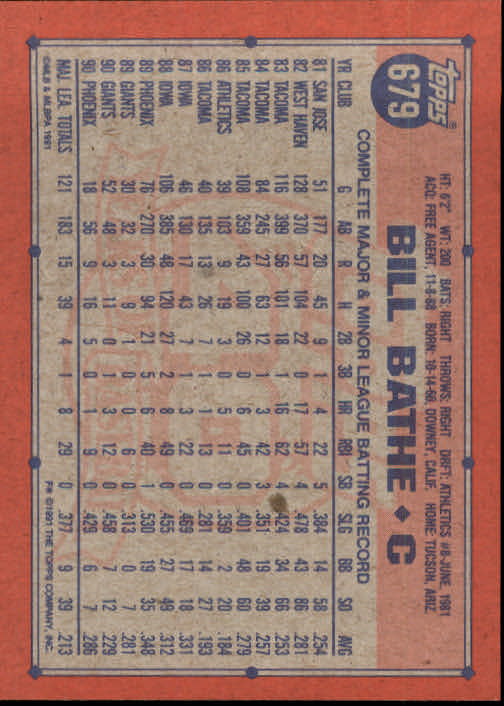 TOPPS®
679
HT: 6'2" WT: 200 BATS: RIGHT THROWS: RIGHT DRFT: ATHLETICS #8-JUNE, 1981
ACQ: FREE AGENT, 11-8-88 BORN: 10-14-60, DOWNEY, CALIF. HOME: TUCSON, ARIZ.
BILL BATHE ◆ C
COMPLETE MAJOR & MINOR LEAGUE BATTING RECORD
YR CLUB G AB R H 2B 3B HR RBI SB SLG BB SO AVG
81 SAN JOSE 51 177 20 45 9 1 4 22 5 .384 14 58 .254
82 WEST HAVEN 128 370 57 104 22 0 17 57 4 .478 43 86 .281
83 TACOMA 116 399 56 101 18 1 16 62 4 .424 34 66 .253
84 TACOMA 84 245 27 63 12 1 3 42 3 .351 19 39 .257
85 TACOMA 108 359 43 100 26 0 6 45 0 .401 48 60 .279
86 ATHLETICS 39 103 9 19 3 0 5 11 0 .359 2 20 .184
86 TACOMA 40 135 13 26 7 1 1 13 0 .281 14 27 .193
87 IOWA 46 130 17 43 7 1 3 22 0 .469 17 18 .331
88 IOWA 106 385 48 120 27 2 8 49 0 .455 27 49 .312
89 PHOENIX 76 270 30 94 21 5 6 40 1 .530 19 35 .348
89 GIANTS 30 32 3 9 1 0 0 6 0 .313 0 7 .281
90 GIANTS 52 48 3 11 0 1 3 12 0 .458 7 12 .229
90 PHOENIX 18 56 9 16 5 0 1 9 0 .429 6 7 .286
MAJ. LEA. TOTALS 121 183 15 39 4 1 8 29 0 .377 9 39 .213
©MLB & MLBPA 1991
F* ©1991 THE TOPPS COMPANY, INC.